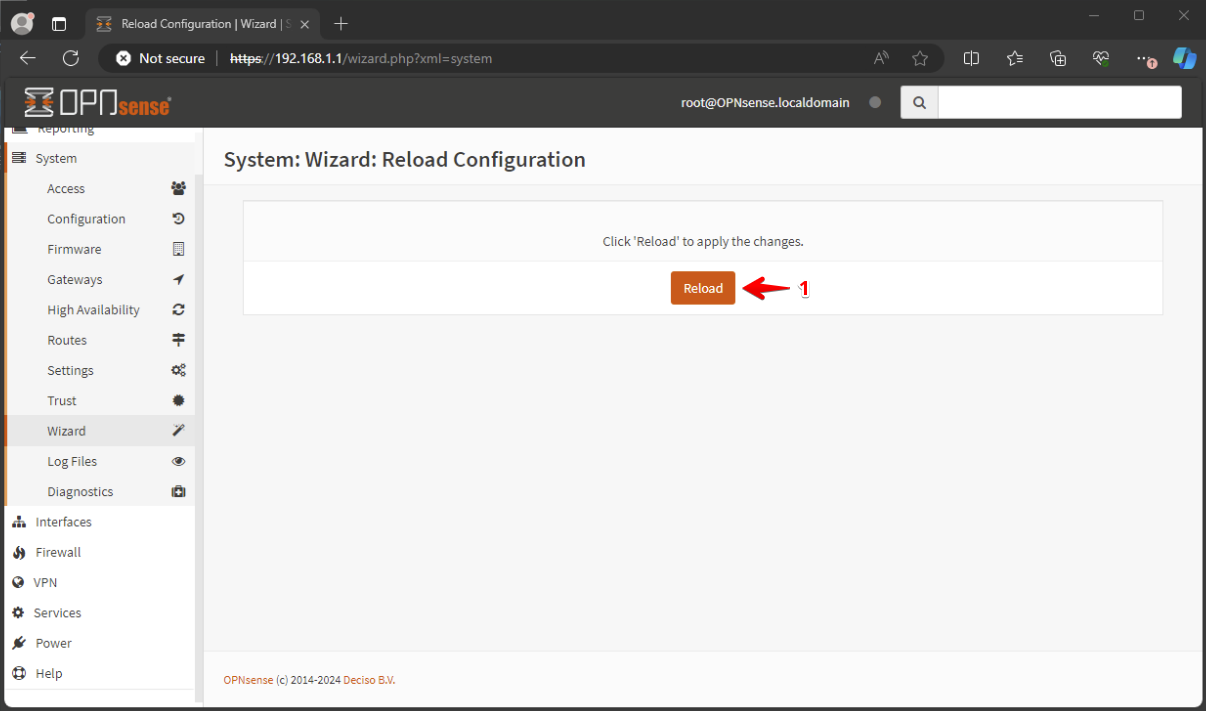 Reload Configuration | Wizard | S
Not secure
https://192.168.1.1/wizard.php?xml=system
OPNsense
root@OPNsense.localdomain
Reporting
System
Access
Configuration
Firmware
Gateways
High Availability
Routes
Settings
Trust
Wizard
Log Files
Diagnostics
Interfaces
Firewall
VPN
Services
Power
Help
System: Wizard: Reload Configuration
Click 'Reload' to apply the changes.
Reload
1
OPNsense (c) 2014-2024 Deciso B.V.